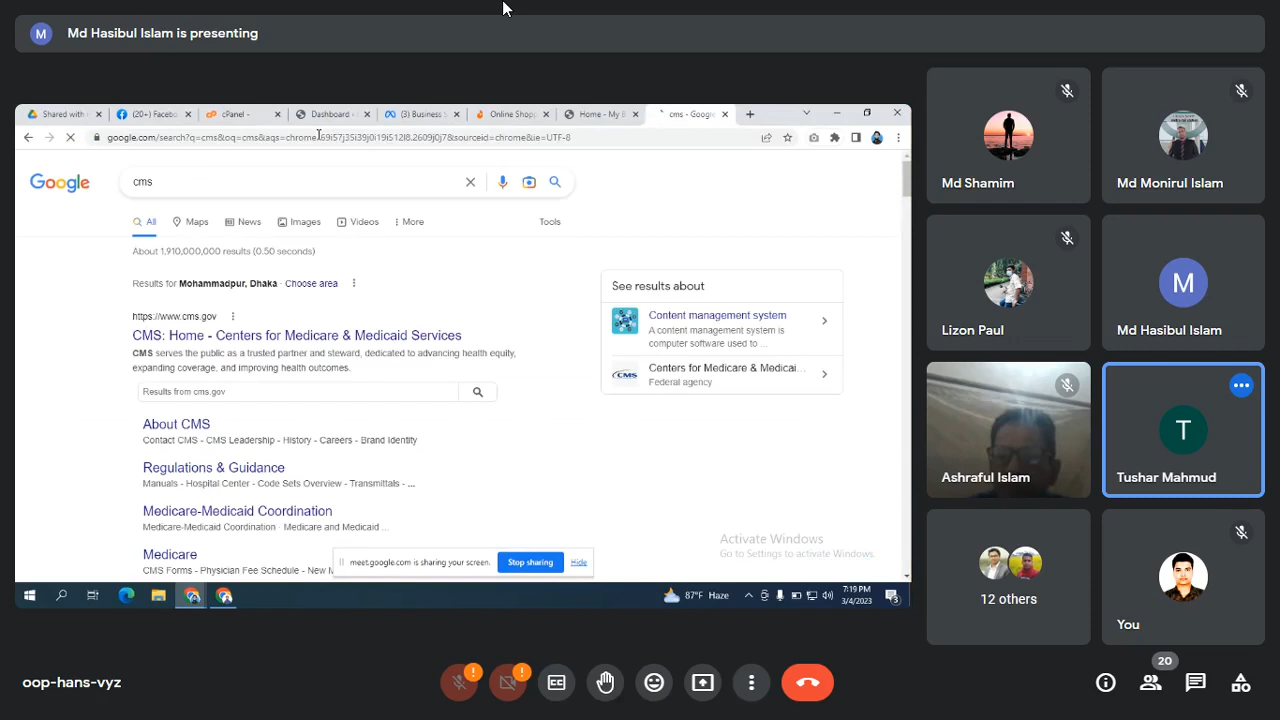 M
Md Hasibul Islam is presenting
Shared with
(20+) Facebo
cPanel -
Dashboard ‹
(3) Business S
Online Shopp
Home - My B
cms - Google
google.com/search?q=cms&oq=cms&aqs=chrome.69i57j35i39j0i19i512l8.2609j0j7&sourceid=chrome&ie=UTF-8
Google
cms
All
Maps
News
Images
Videos
More
Tools
About 1,910,000,000 results (0.50 seconds)
Results for Mohammadpur, Dhaka · Choose area
https://www.cms.gov
CMS: Home - Centers for Medicare & Medicaid Services
CMS serves the public as a trusted partner and steward, dedicated to advancing health equity,
expanding coverage, and improving health outcomes.
Results from cms.gov
About CMS
Contact CMS - CMS Leadership - History - Careers - Brand Identity
Regulations & Guidance
Manuals - Hospital Center - Code Sets Overview - Transmittals - ...
Medicare-Medicaid Coordination
Medicare-Medicaid Coordination · Medicare and Medicaid ...
Medicare
CMS Forms - Physician Fee Schedule - New M
See results about
Content management system
A content management system is
computer software used to ...
CMS
Centers for Medicare & Medicai...
Federal agency
meet.google.com is sharing your screen.
Stop sharing
Hide
Activate Windows
Go to Settings to activate Windows.
87°F Haze
7:19 PM
3/4/2023
3
Md Shamim
Md Monirul Islam
Lizon Paul
M
Md Hasibul Islam
Ashraful Islam
T
Tushar Mahmud
12 others
You
oop-hans-vyz
20